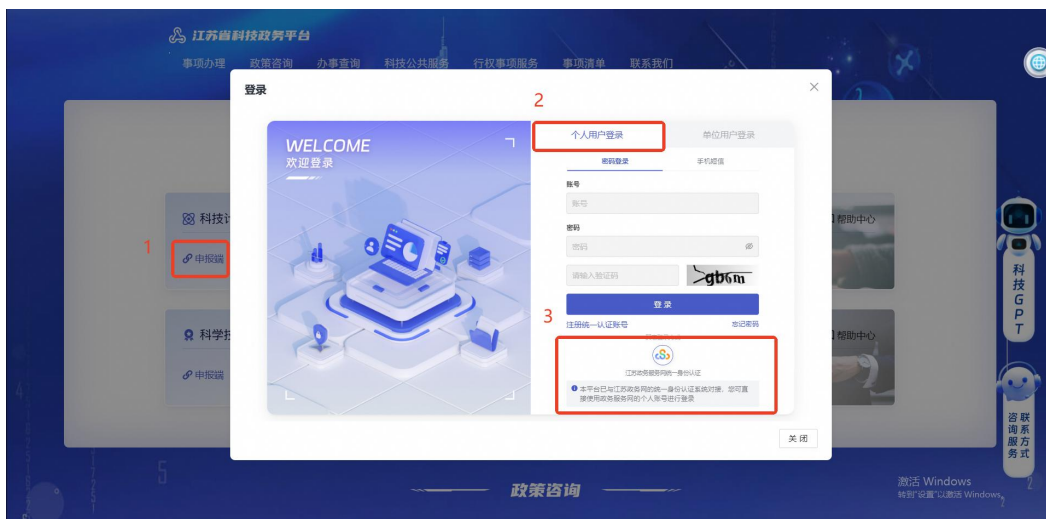 江苏省科技政务平台
事项办理 政策咨询 办事查询 科技公共服务 行权事项服务 事项清单 联系我们
登录
2
WELCOME
欢迎登录
个人用户登录 单位用户登录
密码登录 手机短信
账号
账号
密码
密码
请输入验证码 gb6m
登 录
注册统一认证账号 忘记密码
3
江苏政务服务网统一身份认证
本平台已与江苏政务网的统一身份认证系统对接，您可直
接使用政务服务网的个人账号进行登录
关 闭
科技计
1
申报端
帮助中心
科学技
申报端
帮助中心
科技GPT
联系方式
咨询服务
政策咨询
激活 Windows
转到"设置"以激活 Windows。